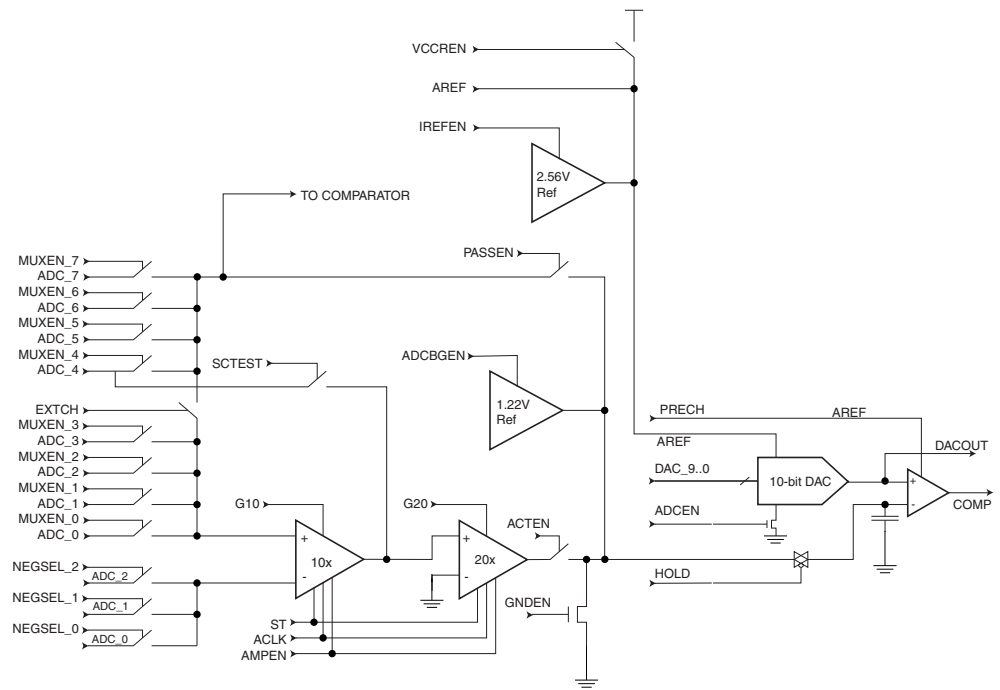 VCCREN
AREF
IREFEN
2.56V
Ref
TO COMPARATOR
PASSEN
MUXEN_7
ADC_7
MUXEN_6
ADC_6
MUXEN_5
ADC_5
MUXEN_4
ADC_4
SCTEST
ADCBGEN
1.22V
Ref
EXTCH
MUXEN_3
ADC_3
MUXEN_2
ADC_2
MUXEN_1
ADC_1
MUXEN_0
ADC_0
PRECH
AREF
AREF
DACOUT
DAC_9..0
10-bit DAC
+
-
COMP
G10
G20
ADCEN
ACTEN
+
10x
-
+
20x
-
HOLD
NEGSEL_2
ADC_2
NEGSEL_1
ADC_1
NEGSEL_0
ADC_0
GNDEN
ST
ACLK
AMPEN